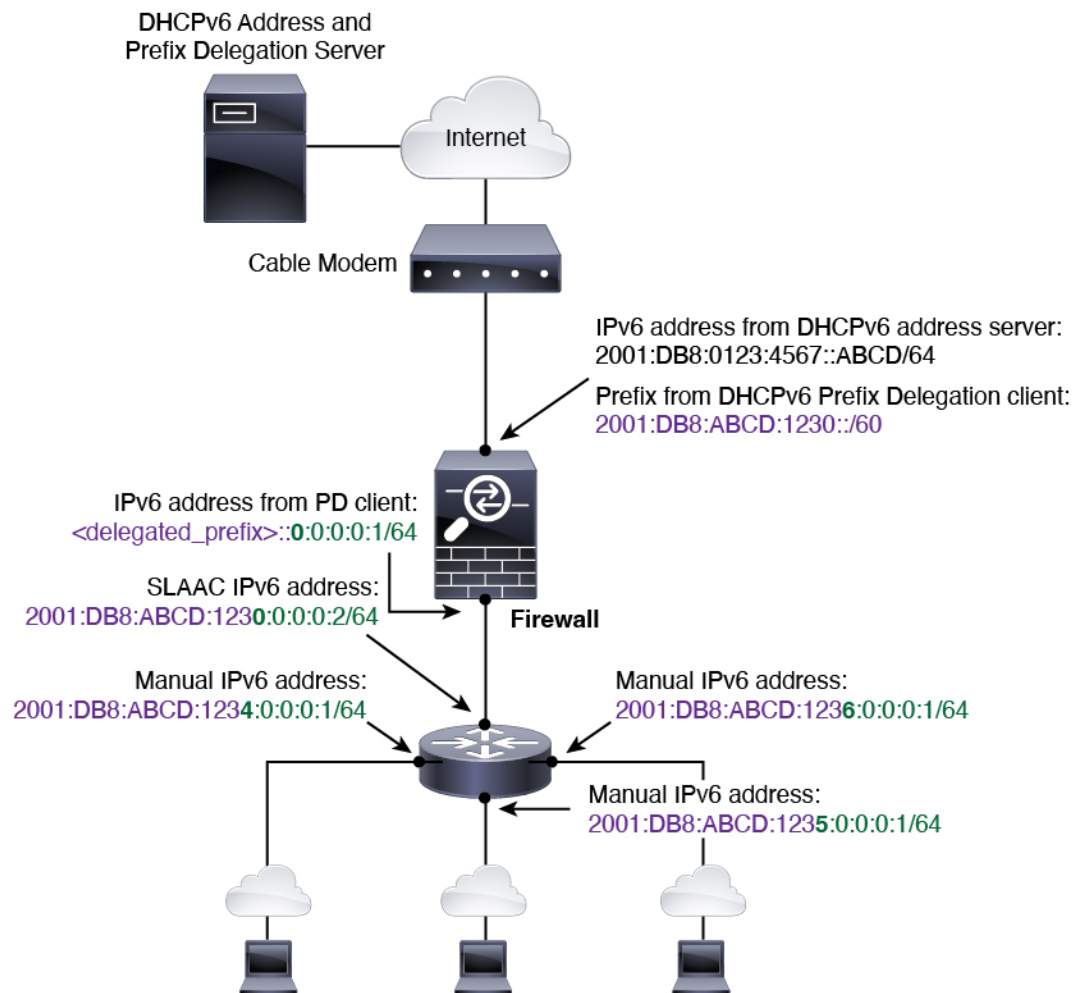 DHCPv6 Address and
Prefix Delegation Server
Internet
Cable Modem
IPv6 address from DHCPv6 address server:
2001:DB8:0123:4567::ABCD/64
Prefix from DHCPv6 Prefix Delegation client:
2001:DB8:ABCD:1230::/60
IPv6 address from PD client:
<delegated_prefix>::0:0:0:0:1/64
SLAAC IPv6 address:
2001:DB8:ABCD:1230:0:0:0:2/64
Firewall
Manual IPv6 address:
2001:DB8:ABCD:1234:0:0:0:1/64
Manual IPv6 address:
2001:DB8:ABCD:1236:0:0:0:1/64
Manual IPv6 address:
2001:DB8:ABCD:1235:0:0:0:1/64